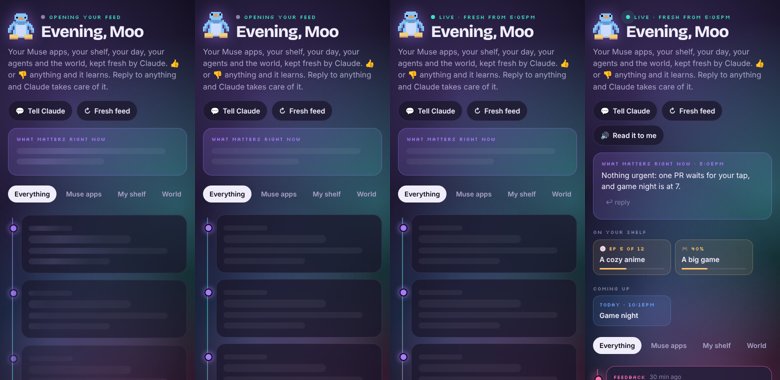 OPENING YOUR FEED
Evening, Moo
Your Muse apps, your shelf, your day, your
agents and the world, kept fresh by Claude. 👍
or 👎 anything and it learns. Reply to anything
and Claude takes care of it.
💬 Tell Claude
↻ Fresh feed
WHAT MATTERS RIGHT NOW
Everything
Muse apps
My shelf
World
OPENING YOUR FEED
Evening, Moo
Your Muse apps, your shelf, your day, your
agents and the world, kept fresh by Claude. 👍
or 👎 anything and it learns. Reply to anything
and Claude takes care of it.
💬 Tell Claude
↻ Fresh feed
WHAT MATTERS RIGHT NOW
Everything
Muse apps
My shelf
World
LIVE · FRESH FROM 5:05PM
Evening, Moo
Your Muse apps, your shelf, your day, your
agents and the world, kept fresh by Claude. 👍
or 👎 anything and it learns. Reply to anything
and Claude takes care of it.
💬 Tell Claude
↻ Fresh feed
WHAT MATTERS RIGHT NOW
Everything
Muse apps
My shelf
World
LIVE · FRESH FROM 5:05PM
Evening, Moo
Your Muse apps, your shelf, your day, your
agents and the world, kept fresh by Claude. 👍
or 👎 anything and it learns. Reply to anything
and Claude takes care of it.
💬 Tell Claude
↻ Fresh feed
🔊 Read it to me
WHAT MATTERS RIGHT NOW · 5:05PM
Nothing urgent: one PR waits for your tap,
and game night is at 7.
↩ reply
ON YOUR SHELF
EP 5 OF 12
A cozy anime
40%
A big game
COMING UP
TODAY · 10:15PM
Game night
Everything
Muse apps
My shelf
World
FEEDBACK 30 min ago